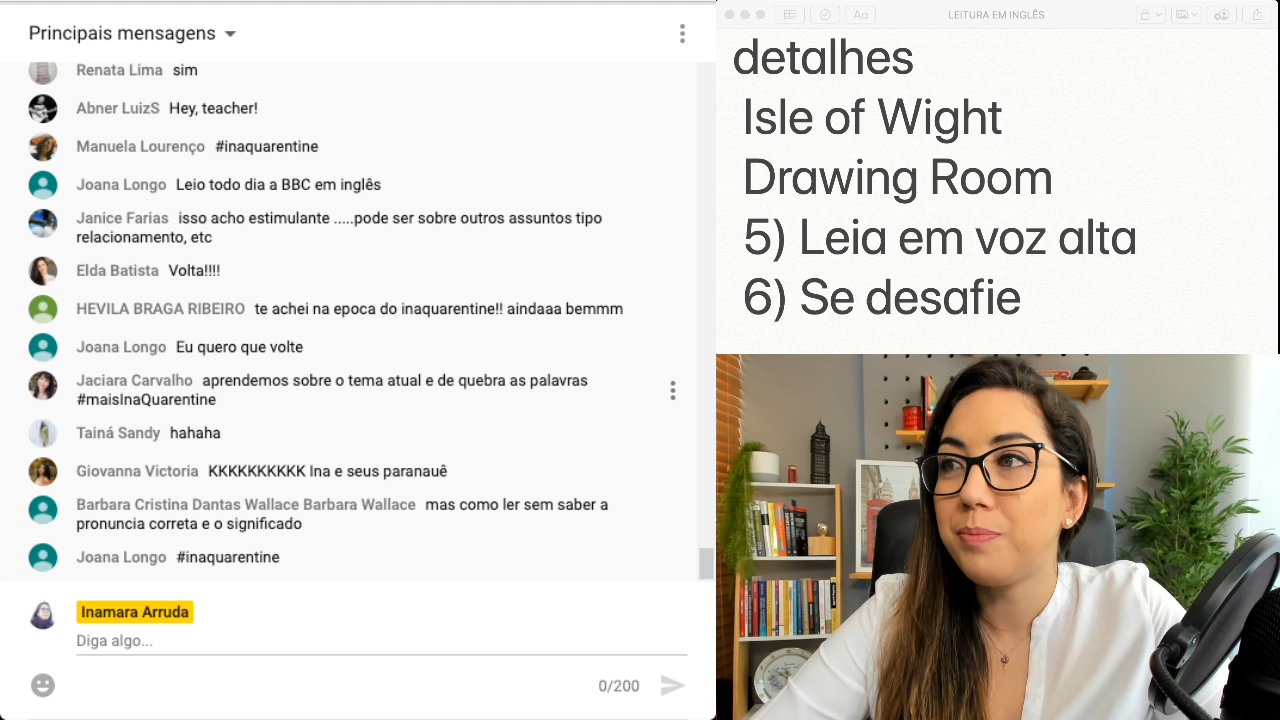 Principais mensagens
Renata Lima sim
Abner LuizS Hey, teacher!
Manuela Lourenço #inaquarentine
Joana Longo Leio todo dia a BBC em inglês
Janice Farias isso acho estimulante .....pode ser sobre outros assuntos tipo
relacionamento, etc
Elda Batista Volta!!!!
HEVILA BRAGA RIBEIRO te achei na epoca do inaquarentine!! aindaaa bemmm
Joana Longo Eu quero que volte
Jaciara Carvalho aprendemos sobre o tema atual e de quebra as palavras
#maisInaQuarentine
Tainá Sandy hahaha
Giovanna Victoria KKKKKKKKKK Ina e seus paranauê
Barbara Cristina Dantas Wallace Barbara Wallace mas como ler sem saber a
pronuncia correta e o significado
Joana Longo #inaquarentine
Inamara Arruda
Diga algo...
0/200
Aa
LEITURA EM INGLÊS
detalhes
Isle of Wight
Drawing Room
5) Leia em voz alta
6) Se desafie